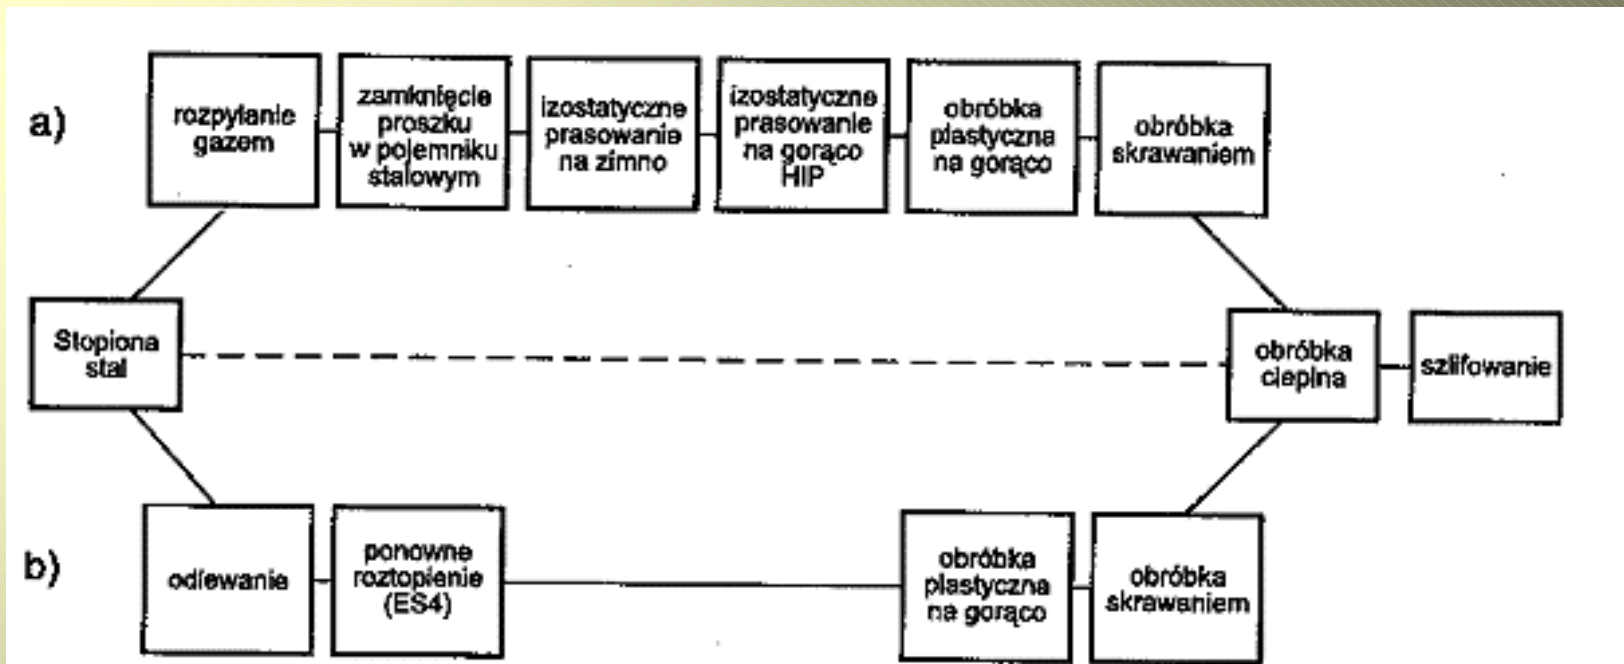 a)
rozpylanie
gazem
zamknięcie
proszku
w pojemniku
stalowym
izostatyczne
prasowanie
na zimno
izostatyczne
prasowanie
na gorąco
HIP
obróbka
plastyczna
na gorąco
obróbka
skrawaniem
Stopiona
stal
obróbka
cieplna
szlifowanie
b)
odlewanie
ponowne
roztopienie
(ES4)
obróbka
plastyczna
na gorąco
obróbka
skrawaniem